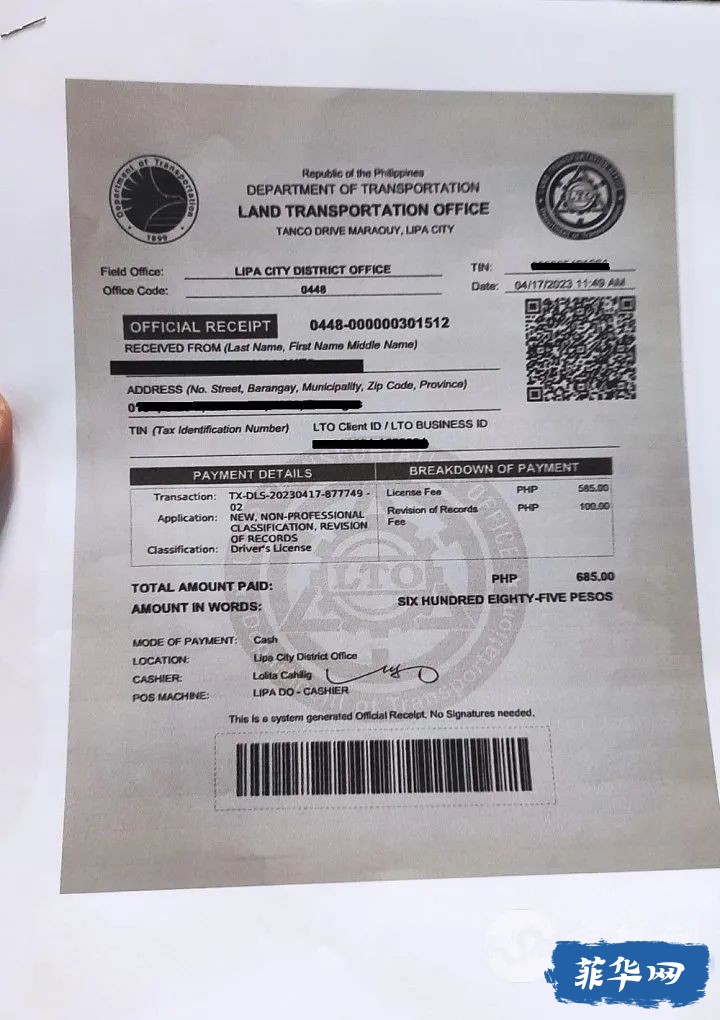 Department of Transportation
1899
Republic of the Philippines
DEPARTMENT OF TRANSPORTATION
LAND TRANSPORTATION OFFICE
TANCO DRIVE MARAOUY, LIPA CITY
LTO
Field Office: LIPA CITY DISTRICT OFFICE TIN:
Office Code: 0448 Date: 04/17/2023 11:49 AM
OFFICIAL RECEIPT 0448-000000301512
RECEIVED FROM (Last Name, First Name Middle Name)
ADDRESS (No. Street, Barangay, Municipality, Zip Code, Province)
TIN (Tax Identification Number) LTO Client ID / LTO BUSINESS ID
PAYMENT DETAILS BREAKDOWN OF PAYMENT
Transaction: TX-DLS-20230417-877749 - License Fee PHP 585.00
02
Application: NEW, NON-PROFESSIONAL Revision of Records PHP 100.00
CLASSIFICATION, REVISION Fee
OF RECORDS
Classification: Driver's License
LTO
TOTAL AMOUNT PAID: PHP 685.00
AMOUNT IN WORDS: SIX HUNDRED EIGHTY-FIVE PESOS
MODE OF PAYMENT: Cash
LOCATION: Lipa City District Office
CASHIER: Lolita Cahilig
POS MACHINE: LIPA DO - CASHIER
This is a system generated Official Receipt. No Signatures needed.
菲华网